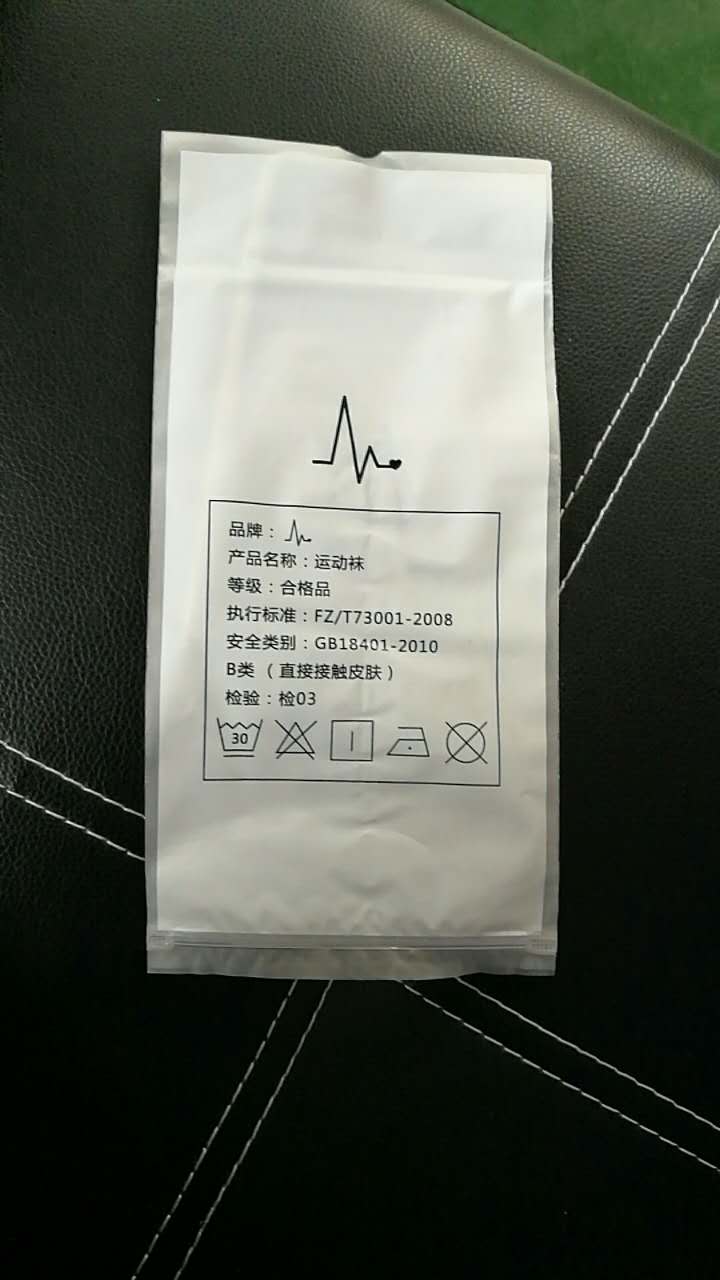 品牌：
产品名称：运动袜
等级：合格品
执行标准：FZ/T73001-2008
安全类别：GB18401-2010
B类（直接接触皮肤）
检验：检03
30